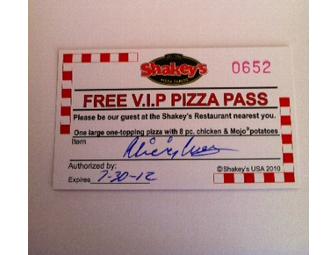 Shakey's
0652
FREE V.I.P PIZZA PASS
Please be our guest at the Shakey's Restaurant nearest you.
One large one-topping pizza with 8 pc. chicken & Mojo® potatoes
Item
Authorized by:
Expires 7-30-12
©Shakey's USA 2010